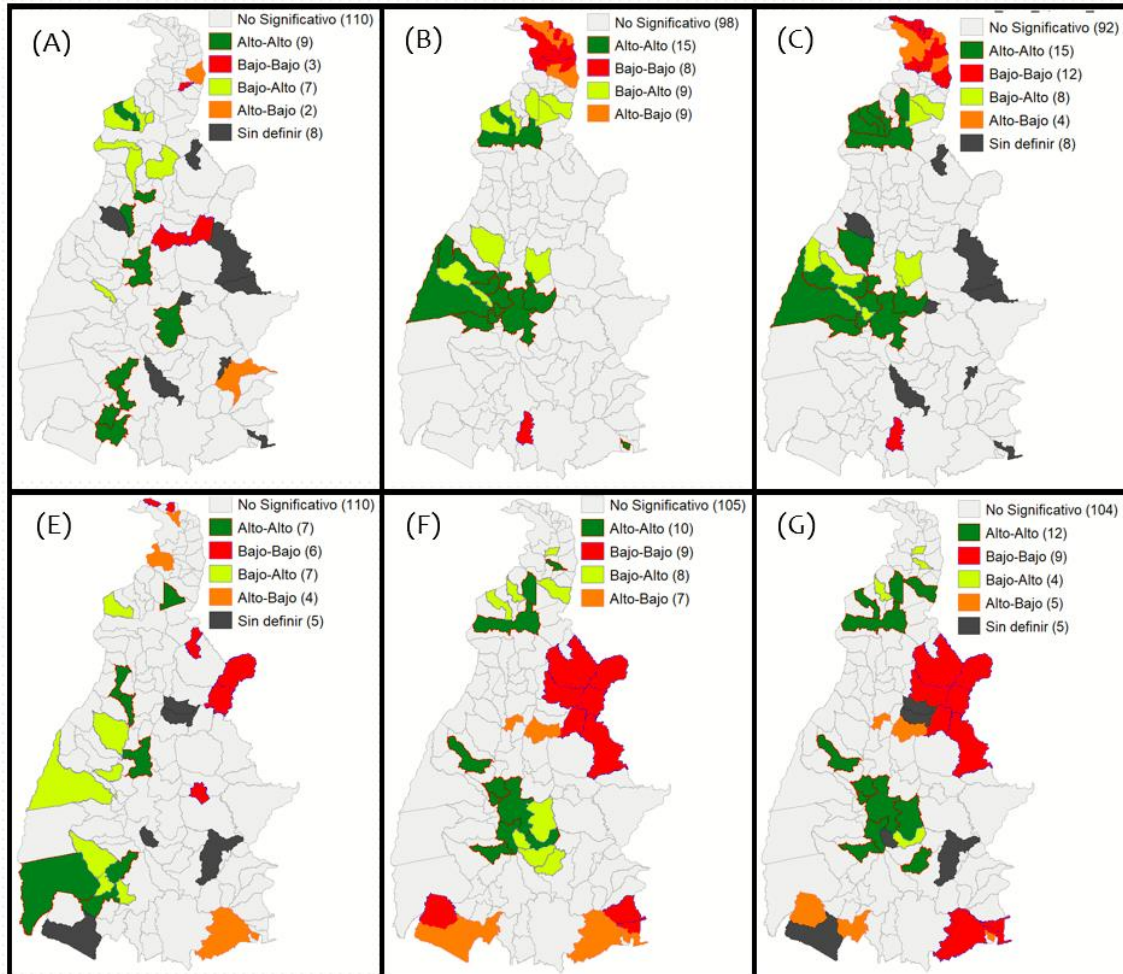 (A)
No Significativo (110)
Alto-Alto (9)
Bajo-Bajo (3)
Bajo-Alto (7)
Alto-Bajo (2)
Sin definir (8)
(B)
No Significativo (98)
Alto-Alto (15)
Bajo-Bajo (8)
Bajo-Alto (9)
Alto-Bajo (9)
(C)
No Significativo (92)
Alto-Alto (15)
Bajo-Bajo (12)
Bajo-Alto (8)
Alto-Bajo (4)
Sin definir (8)
(E)
No Significativo (110)
Alto-Alto (7)
Bajo-Bajo (6)
Bajo-Alto (7)
Alto-Bajo (4)
Sin definir (5)
(F)
No Significativo (105)
Alto-Alto (10)
Bajo-Bajo (9)
Bajo-Alto (8)
Alto-Bajo (7)
(G)
No Significativo (104)
Alto-Alto (12)
Bajo-Bajo (9)
Bajo-Alto (4)
Alto-Bajo (5)
Sin definir (5)